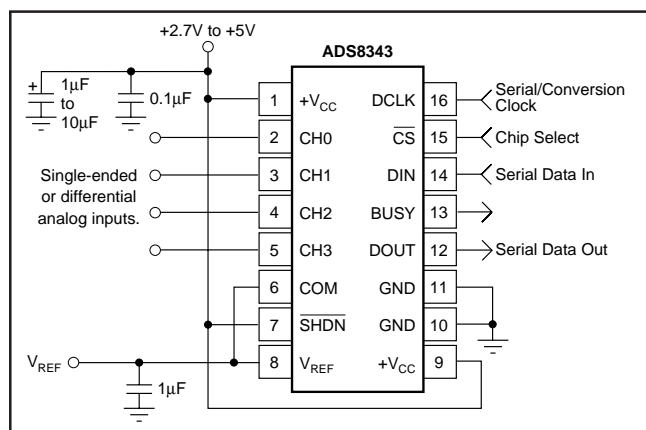 +2.7V to +5V
ADS8343
+ 1μF
to
10μF
0.1μF
1 +VCC DCLK 16 Serial/Conversion
Clock
2 CH0 CS 15 Chip Select
Single-ended
or differential
analog inputs.
3 CH1 DIN 14 Serial Data In
4 CH2 BUSY 13
5 CH3 DOUT 12 Serial Data Out
6 COM GND 11
7 SHDN GND 10
VREF 8 VREF +VCC 9
1μF